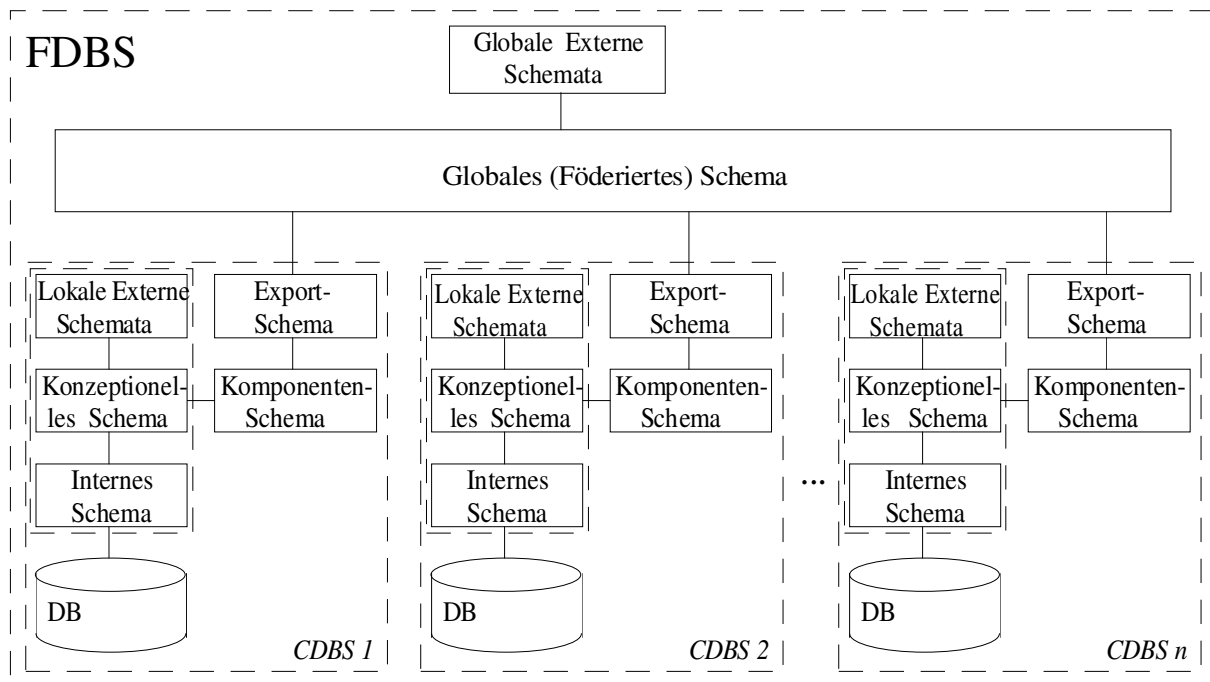 FDBS
Globale Externe
Schemata
Globales (Föderiertes) Schema
Lokale Externe
Schemata
Export-
Schema
Konzeptionel-
les Schema
Komponenten-
Schema
Internes
Schema
DB
CDBS 1
Lokale Externe
Schemata
Export-
Schema
Konzeptionel-
les Schema
Komponenten-
Schema
Internes
Schema
DB
CDBS 2
...
Lokale Externe
Schemata
Export-
Schema
Konzeptionel-
les Schema
Komponenten-
Schema
Internes
Schema
DB
CDBS n